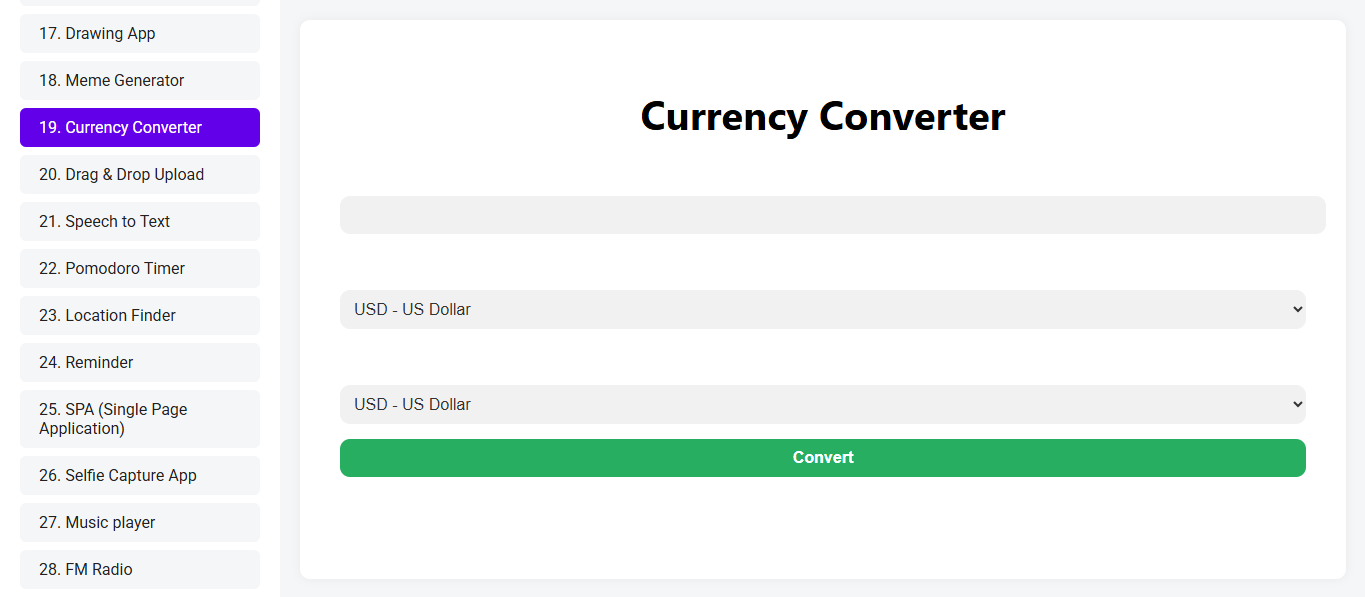 17. Drawing App
18. Meme Generator
19. Currency Converter
20. Drag & Drop Upload
21. Speech to Text
22. Pomodoro Timer
23. Location Finder
24. Reminder
25. SPA (Single Page
Application)
26. Selfie Capture App
27. Music player
28. FM Radio
Currency Converter
USD - US Dollar
USD - US Dollar
Convert